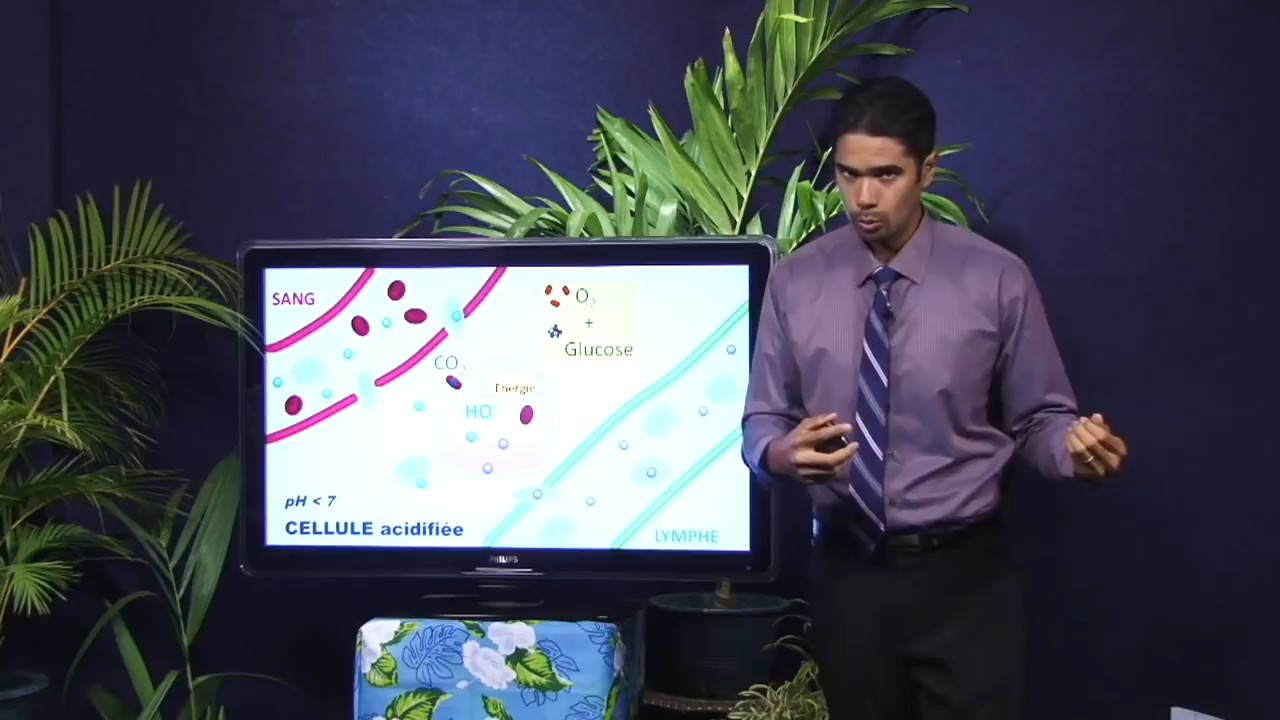 SANG
O2
+
Glucose
CO2
Energie
HO
pH < 7
CELLULE acidifiée
LYMPHE
PHILIPS